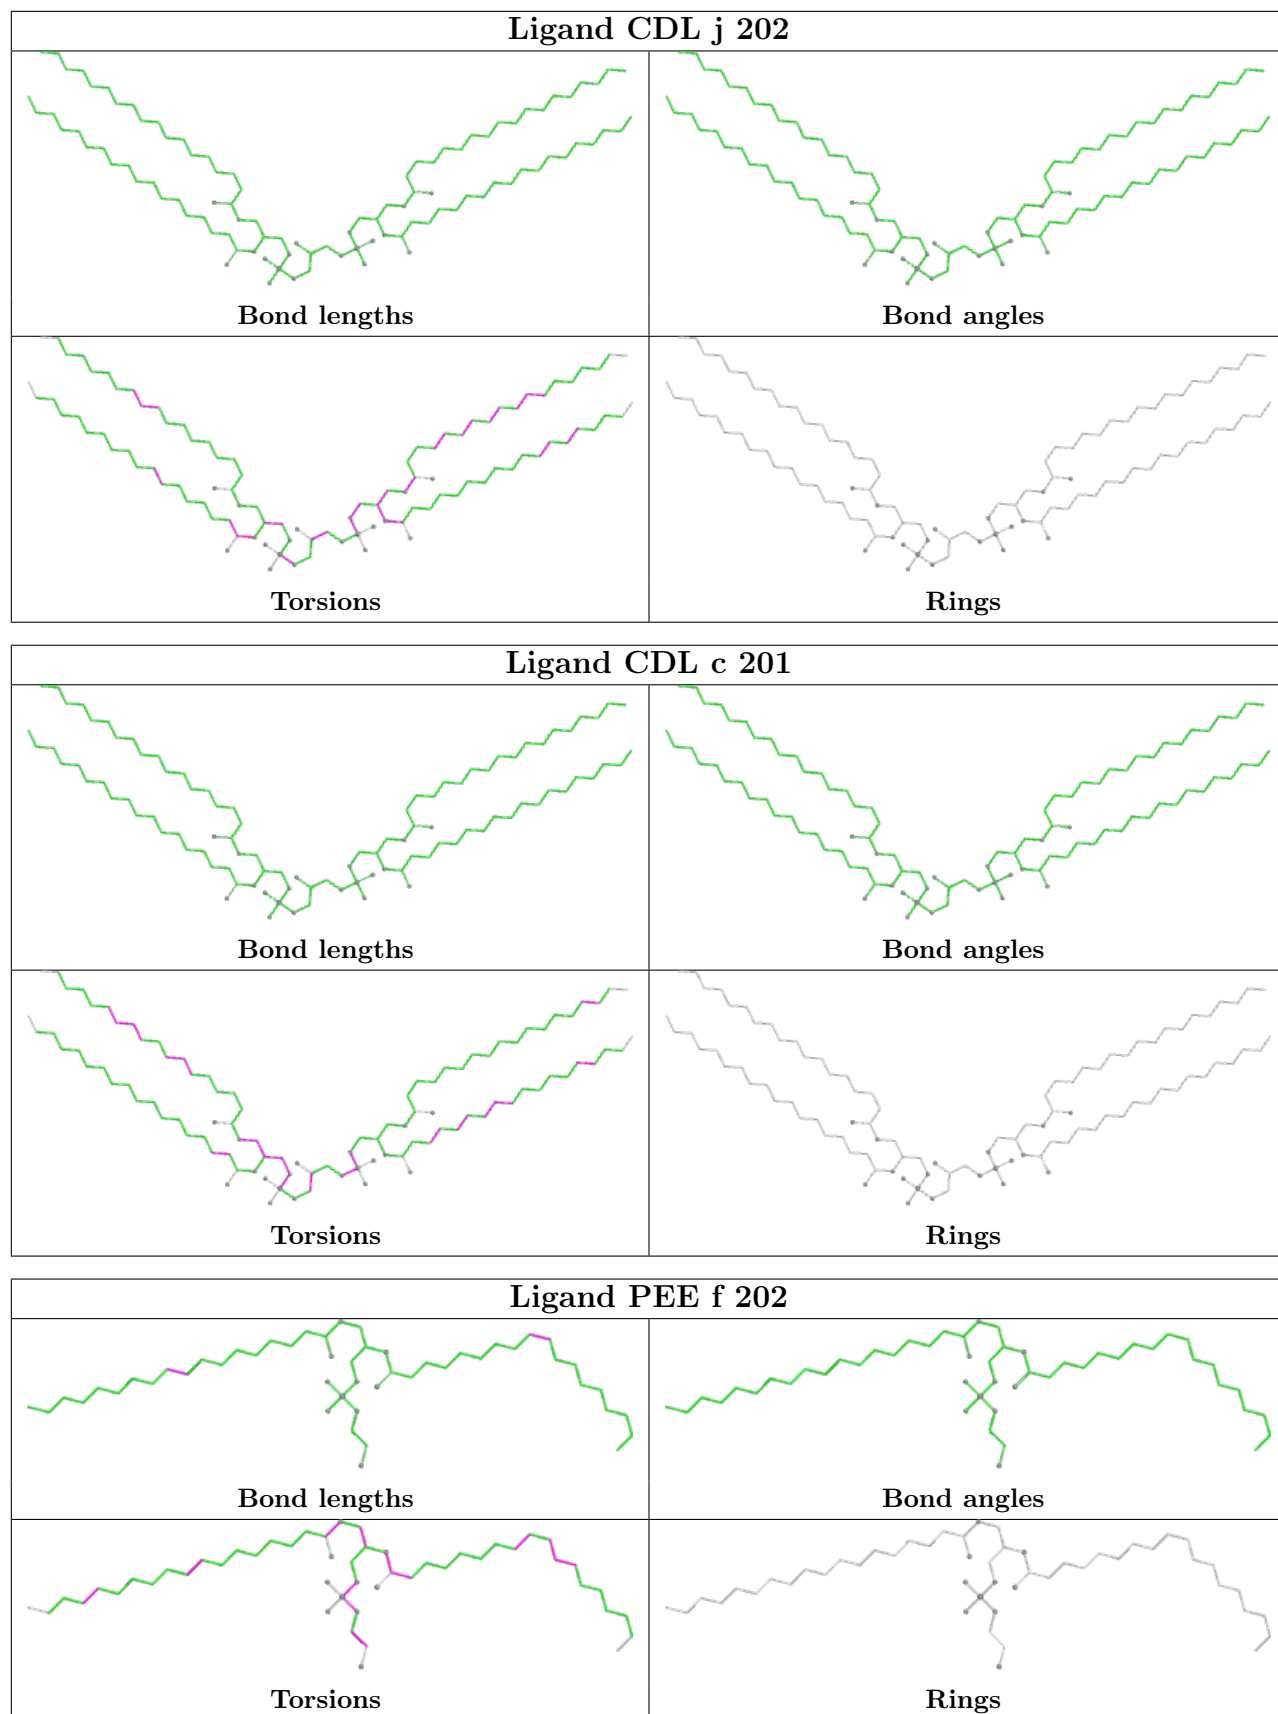 Ligand CDL j 202
Bond lengths
Bond angles
Torsions
Rings
Ligand CDL c 201
Bond lengths
Bond angles
Torsions
Rings
Ligand PEE f 202
Bond lengths
Bond angles
Torsions
Rings